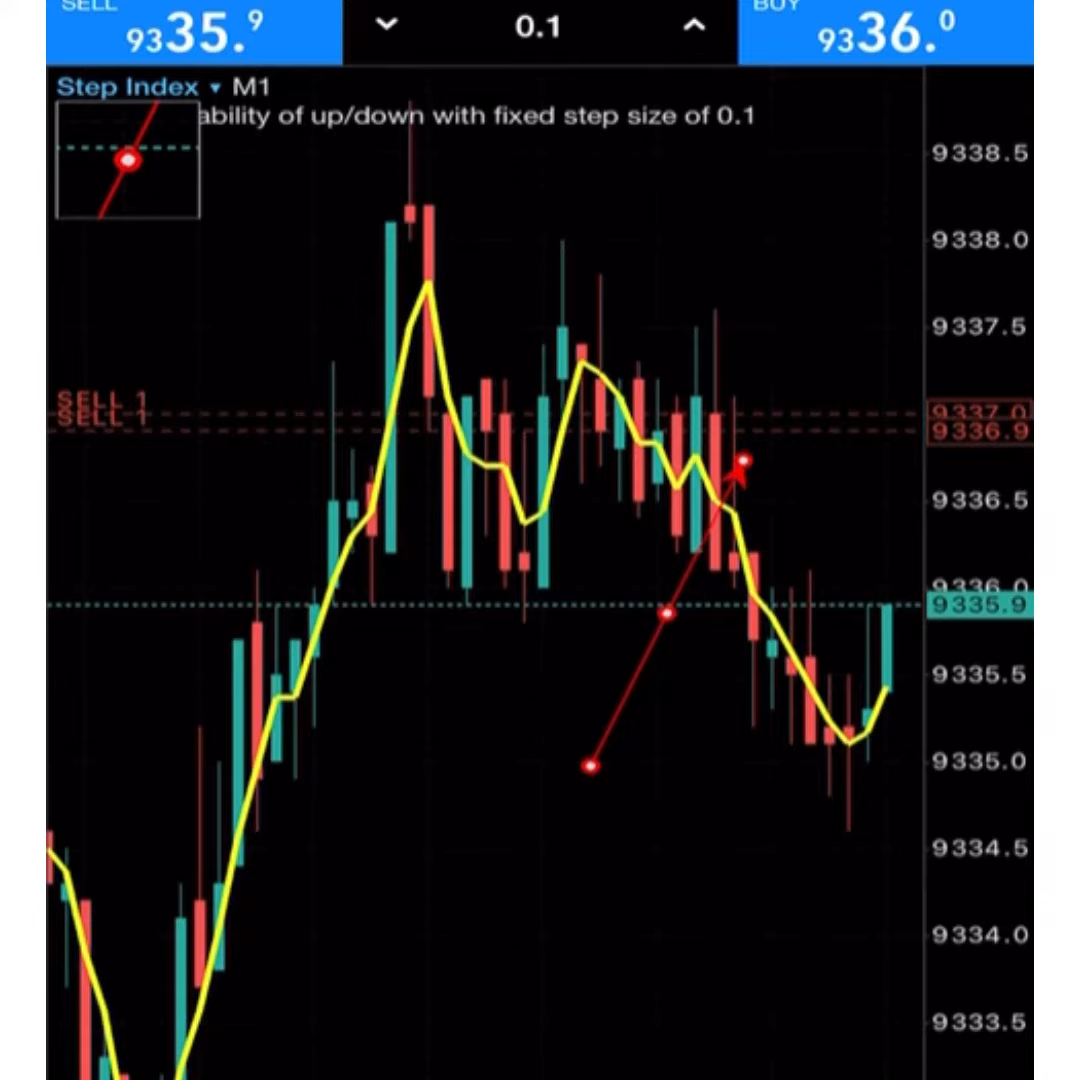 SELL
9335.9
0.1
BUY
9336.0
Step Index ▾ M1
ability of up/down with fixed step size of 0.1
9338.5
9338.0
9337.5
SELL 1
9337.0
SELL 1
9336.9
9336.5
9336.0
9335.9
9335.5
9335.0
9334.5
9334.0
9333.5